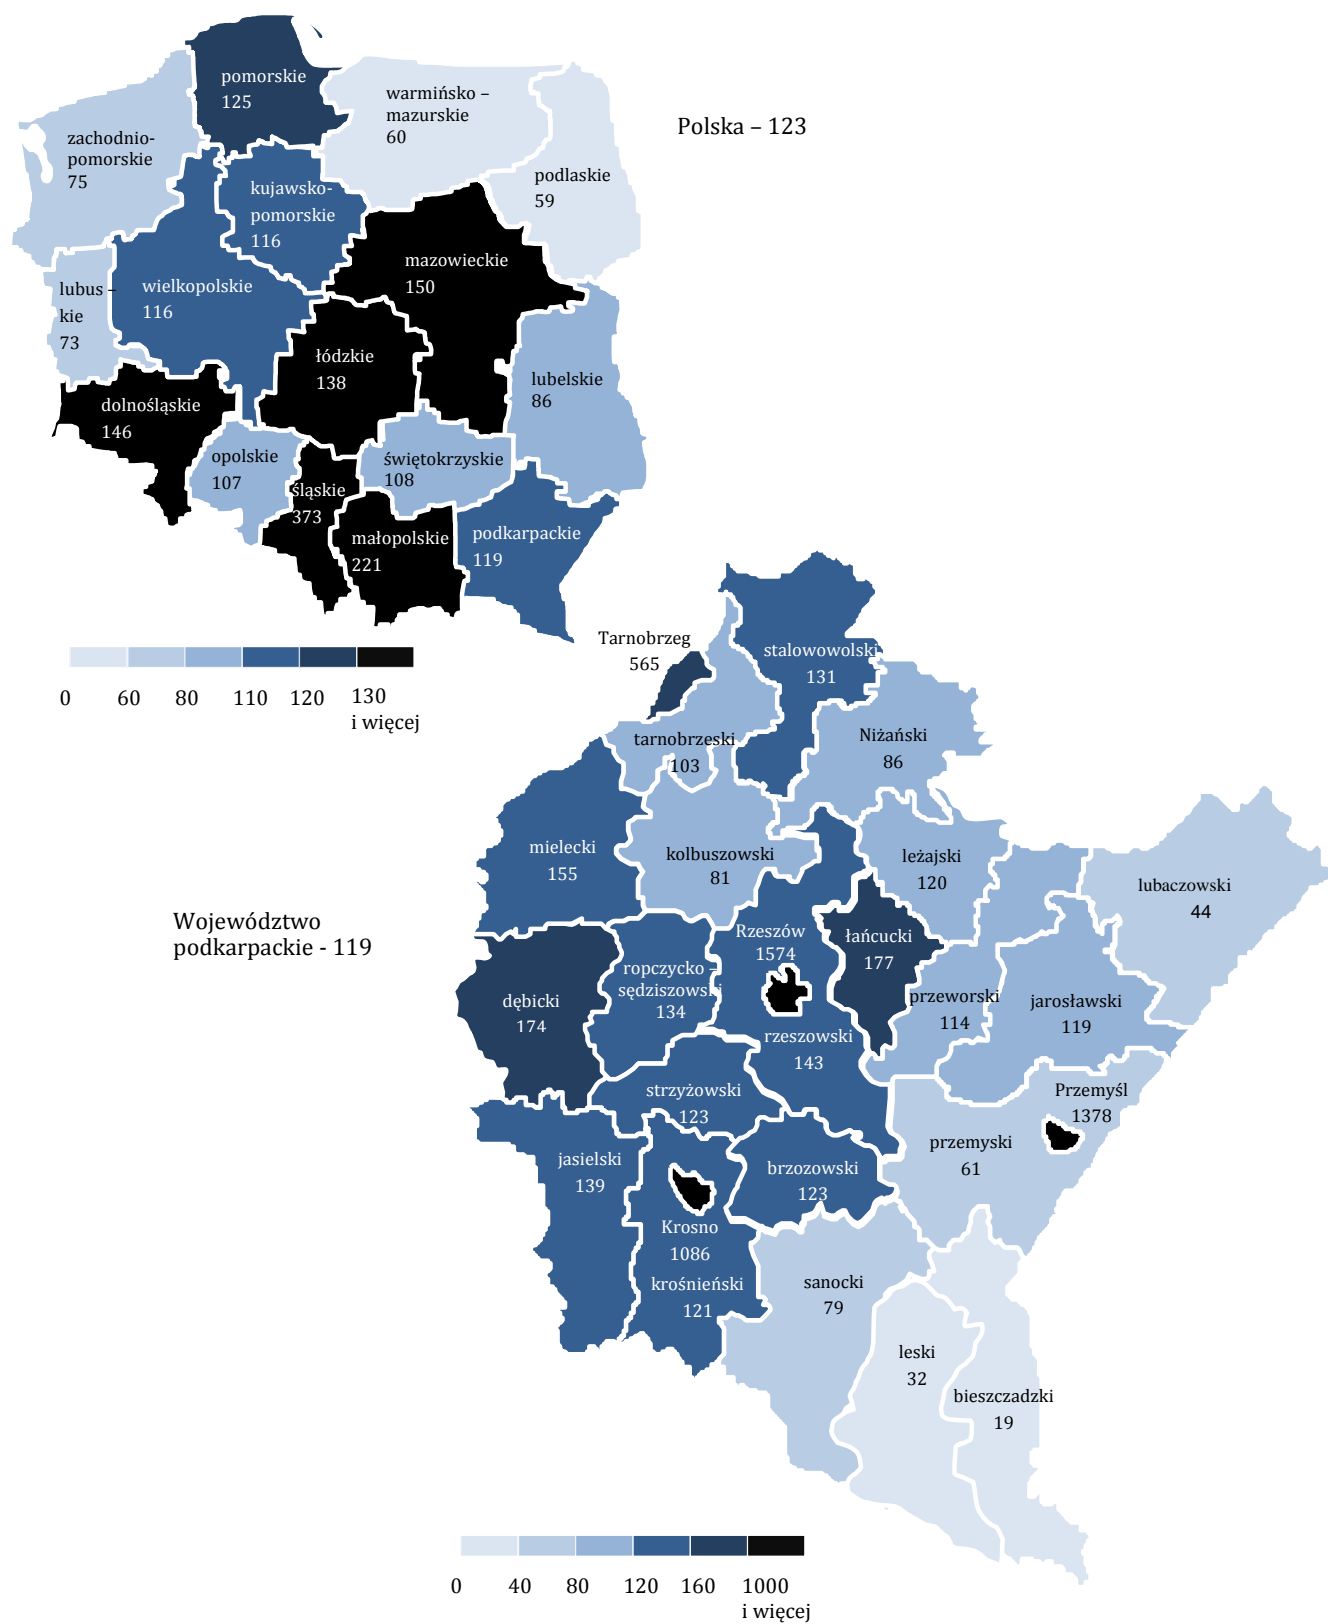 pomorskie
125
warmińsko –
mazurskie
60
Polska – 123
zachodnio-
pomorskie
75
podlaskie
59
kujawsko-
pomorskie
116
mazowieckie
150
lubus –
kie
73
wielkopolskie
116
łódzkie
138
lubelskie
86
dolnośląskie
146
opolskie
107
świętokrzyskie
108
śląskie
373
małopolskie
221
podkarpackie
119
0 60 80 110 120 130
i więcej
Tarnobrzeg
565
stalowowolski
131
tarnobrzeski
103
Niżański
86
mielecki
155
kolbuszowski
81
leżajski
120
lubaczowski
44
Województwo
podkarpackie - 119
Rzeszów
1574
łańcucki
177
ropczycko –
sędziszowski
134
dębicki
174
przeworski
114
jarosławski
119
rzeszowski
143
strzyżowski
123
Przemyśl
1378
przemyski
61
jasielski
139
brzozowski
123
Krosno
1086
krośnieński
121
sanocki
79
leski
32
bieszczadzki
19
0 40 80 120 160 1000
i więcej